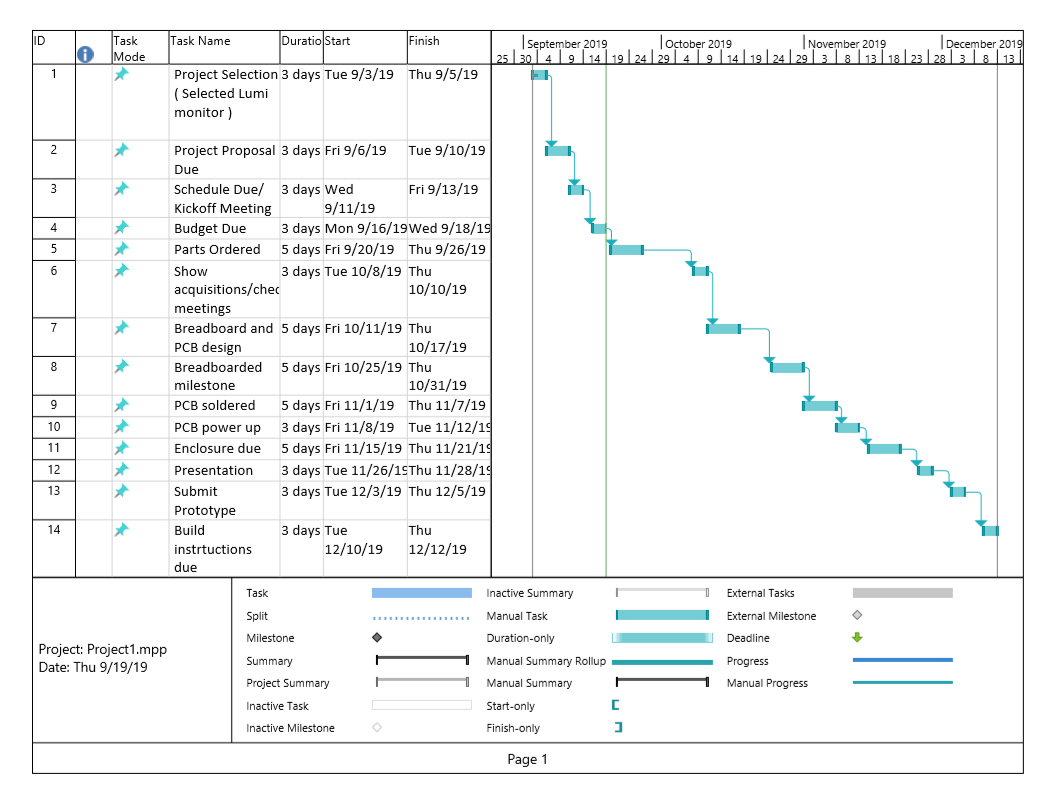 ID Task Mode Task Name Duratio Start Finish
September 2019 October 2019 November 2019 December 2019
25 30 4 9 14 19 24 29 4 9 14 19 24 29 3 8 13 18 23 28 3 8 13
1 Project Selection 3 days Tue 9/3/19 Thu 9/5/19
( Selected Lumi
monitor )
2 Project Proposal 3 days Fri 9/6/19 Tue 9/10/19
Due
3 Schedule Due/ 3 days Wed Fri 9/13/19
Kickoff Meeting 9/11/19
4 Budget Due 3 days Mon 9/16/19 Wed 9/18/19
5 Parts Ordered 5 days Fri 9/20/19 Thu 9/26/19
6 Show 3 days Tue 10/8/19 Thu
acquisitions/chec 10/10/19
meetings
7 Breadboard and 5 days Fri 10/11/19 Thu
PCB design 10/17/19
8 Breadboarded 5 days Fri 10/25/19 Thu
milestone 10/31/19
9 PCB soldered 5 days Fri 11/1/19 Thu 11/7/19
10 PCB power up 3 days Fri 11/8/19 Tue 11/12/19
11 Enclosure due 5 days Fri 11/15/19 Thu 11/21/19
12 Presentation 3 days Tue 11/26/19 Thu 11/28/19
13 Submit 3 days Tue 12/3/19 Thu 12/5/19
Prototype
14 Build 3 days Tue Thu
instrtuctions 12/10/19 12/12/19
due
Project: Project1.mpp
Date: Thu 9/19/19
Task Inactive Summary External Tasks
Split Manual Task External Milestone
Milestone Duration-only Deadline
Summary Manual Summary Rollup Progress
Project Summary Manual Summary Manual Progress
Inactive Task Start-only
Inactive Milestone Finish-only
Page 1